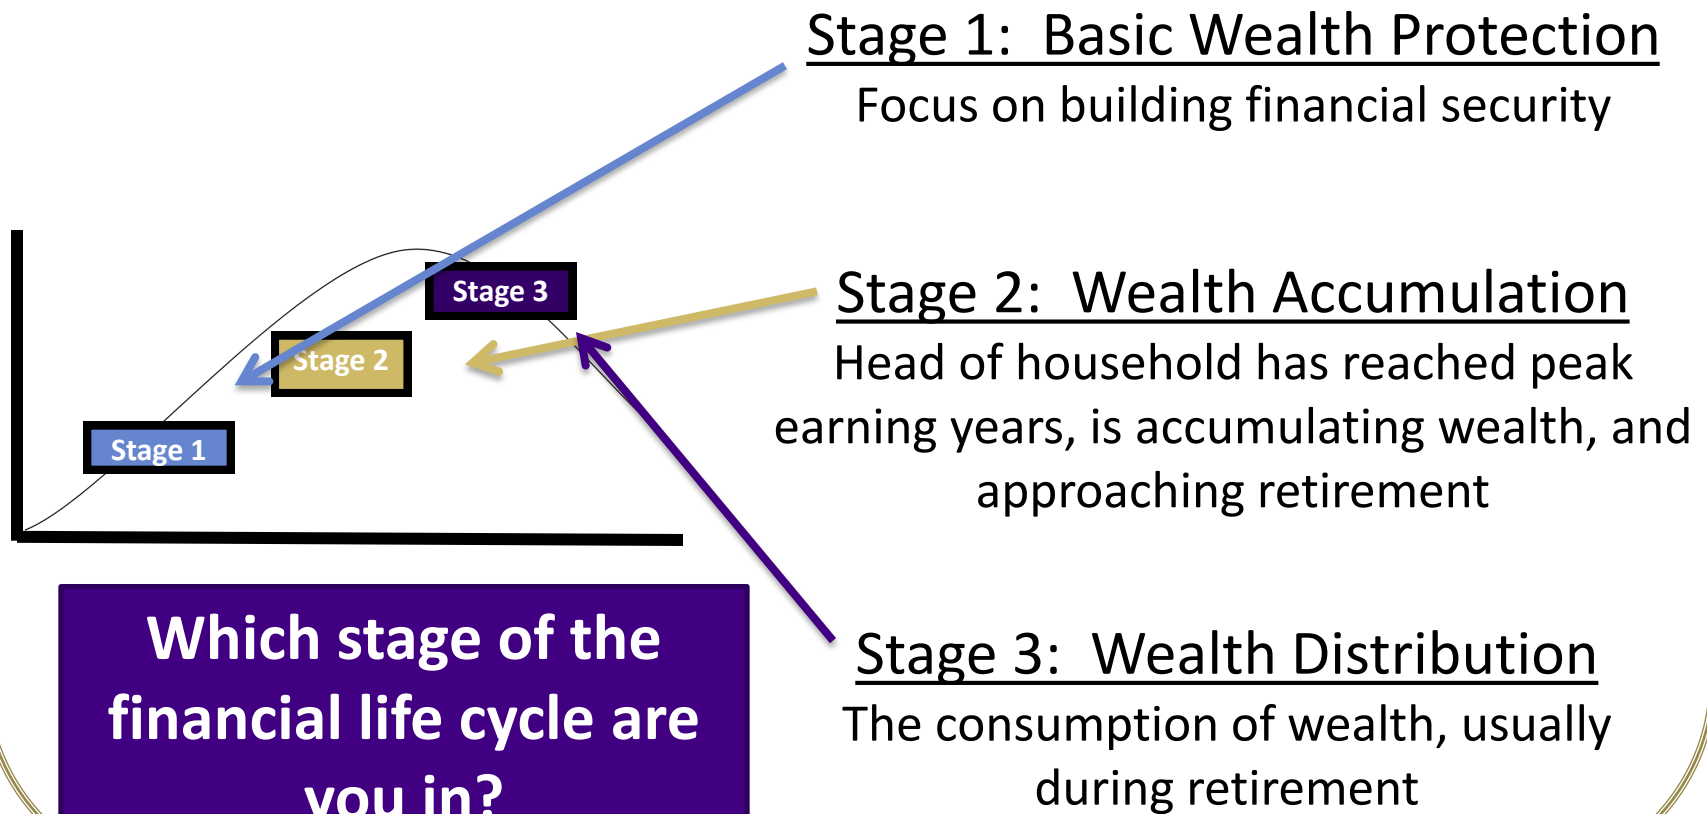 Stage 1:  Basic Wealth Protection
Focus on building financial security
Stage 3
Stage 2:  Wealth Accumulation
Stage 2
Head of household has reached peak
earning years, is accumulating wealth, and
approaching retirement
Stage 1
Which stage of the
financial life cycle are
you in?
Stage 3:  Wealth Distribution
The consumption of wealth, usually
during retirement